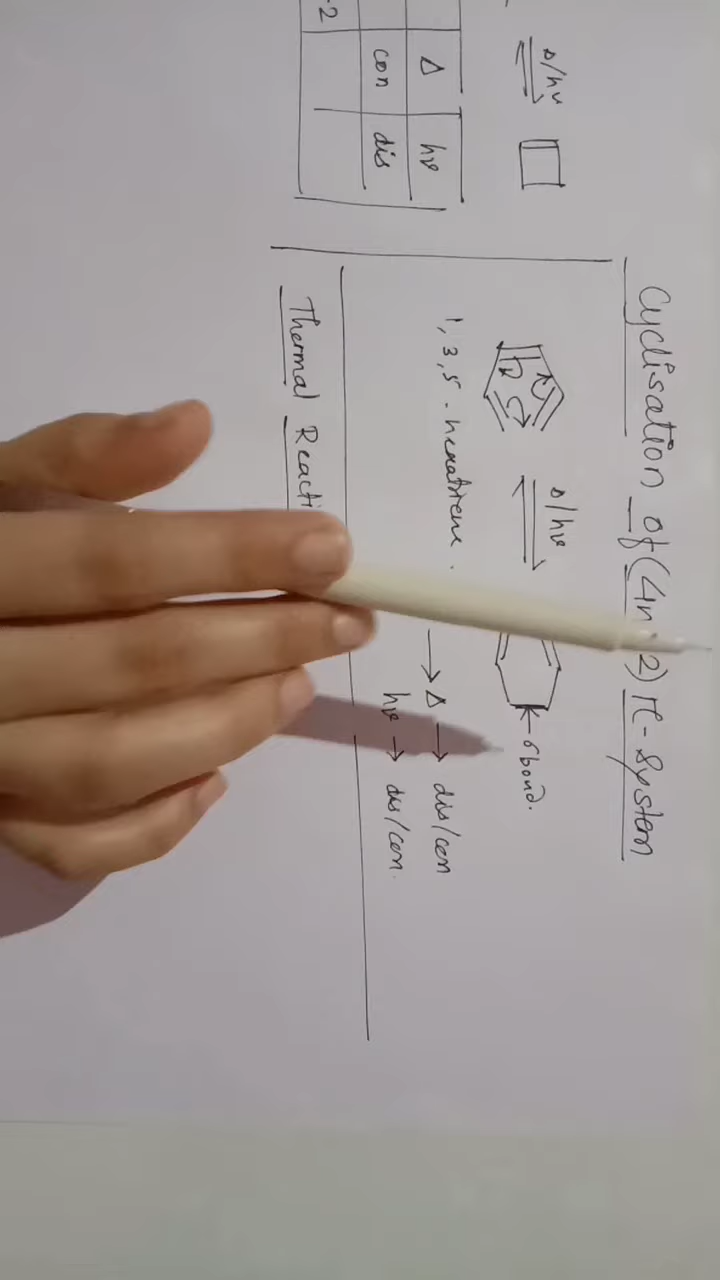 Cyclisation of (4n 2) π-System
Δ/hν
Δ/hν
σ bond.
1, 3, 5 - hexatriene.
→ Δ → dis/con
hν → dis/con.
Δ hν
con dis
2
Thermal Reacti